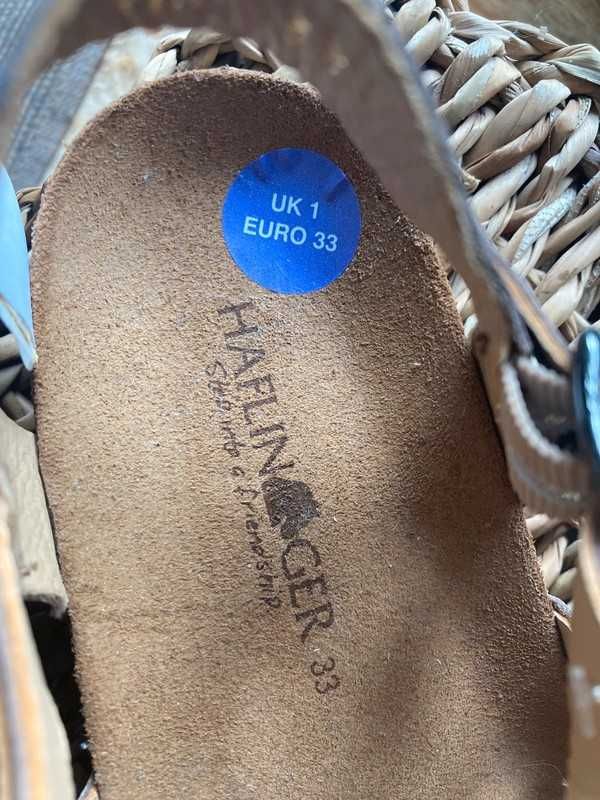 UK 1
EURO 33
HAFLINGER 33
Step into a friendship